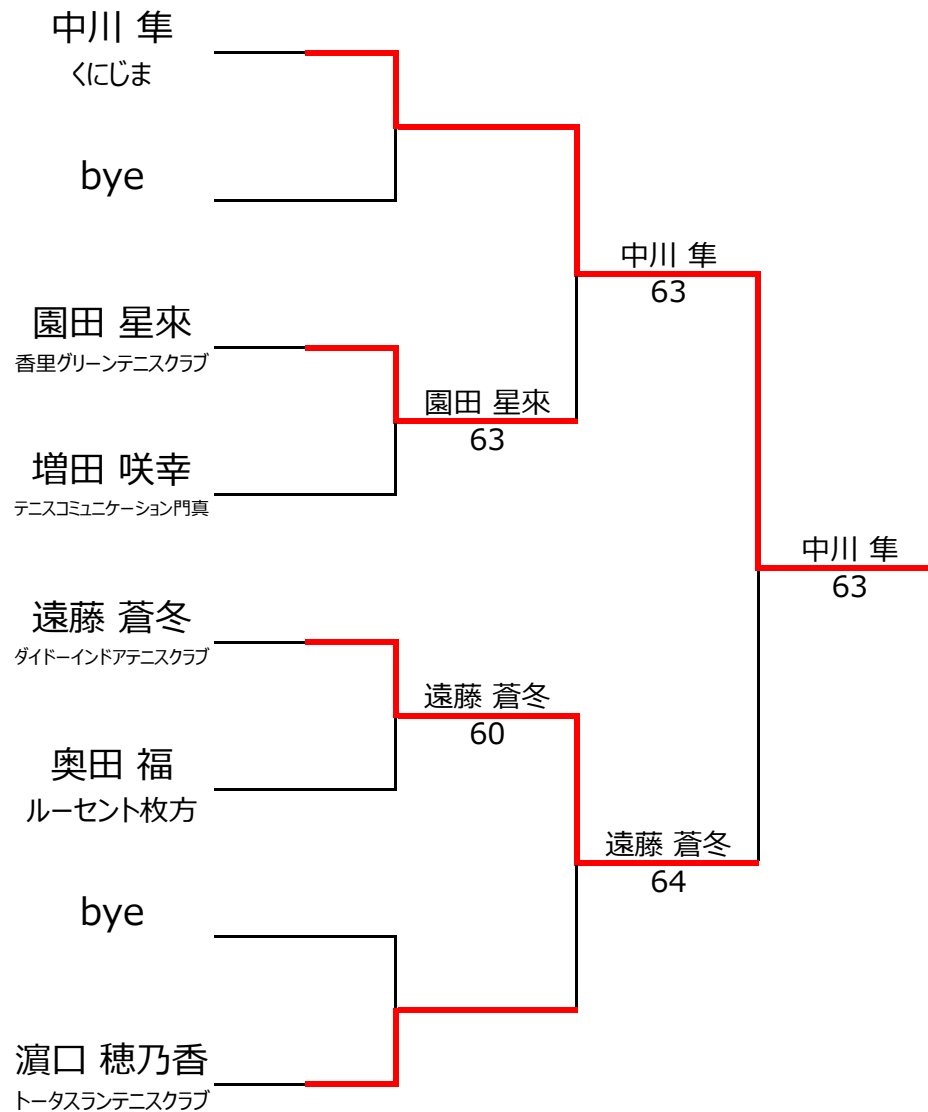 中川 隼
くにじま
bye
園田 星來
香里グリーンテニスクラブ
増田 咲幸
テニスコミュニケーション門真
遠藤 蒼冬
ダイドーインドアテニスクラブ
奥田 福
ルーセント枚方
bye
濵口 穂乃香
トータスランテニスクラブ
園田 星來
63
遠藤 蒼冬
60
中川 隼
63
遠藤 蒼冬
64
中川 隼
63